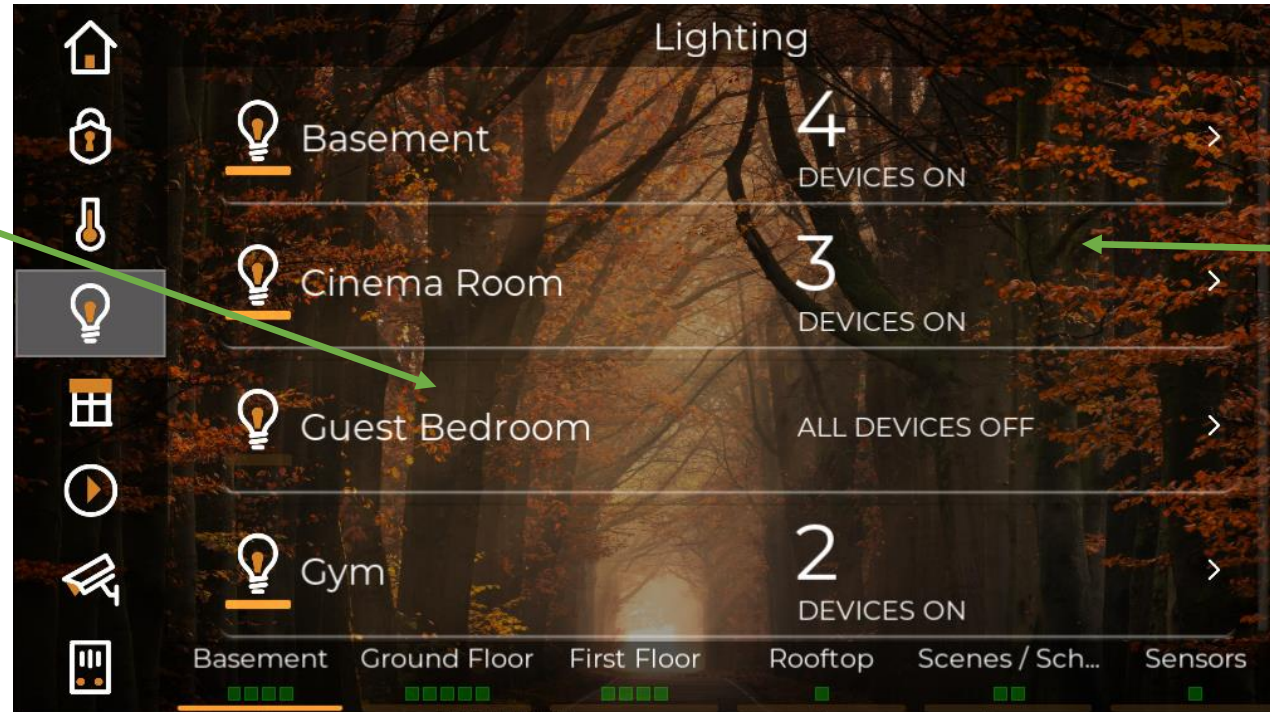 Lighting
Basement
4
DEVICES ON
Cinema Room
3
DEVICES ON
Guest Bedroom
ALL DEVICES OFF
Gym
2
DEVICES ON
Basement Ground Floor First Floor Rooftop Scenes / Sch... Sensors